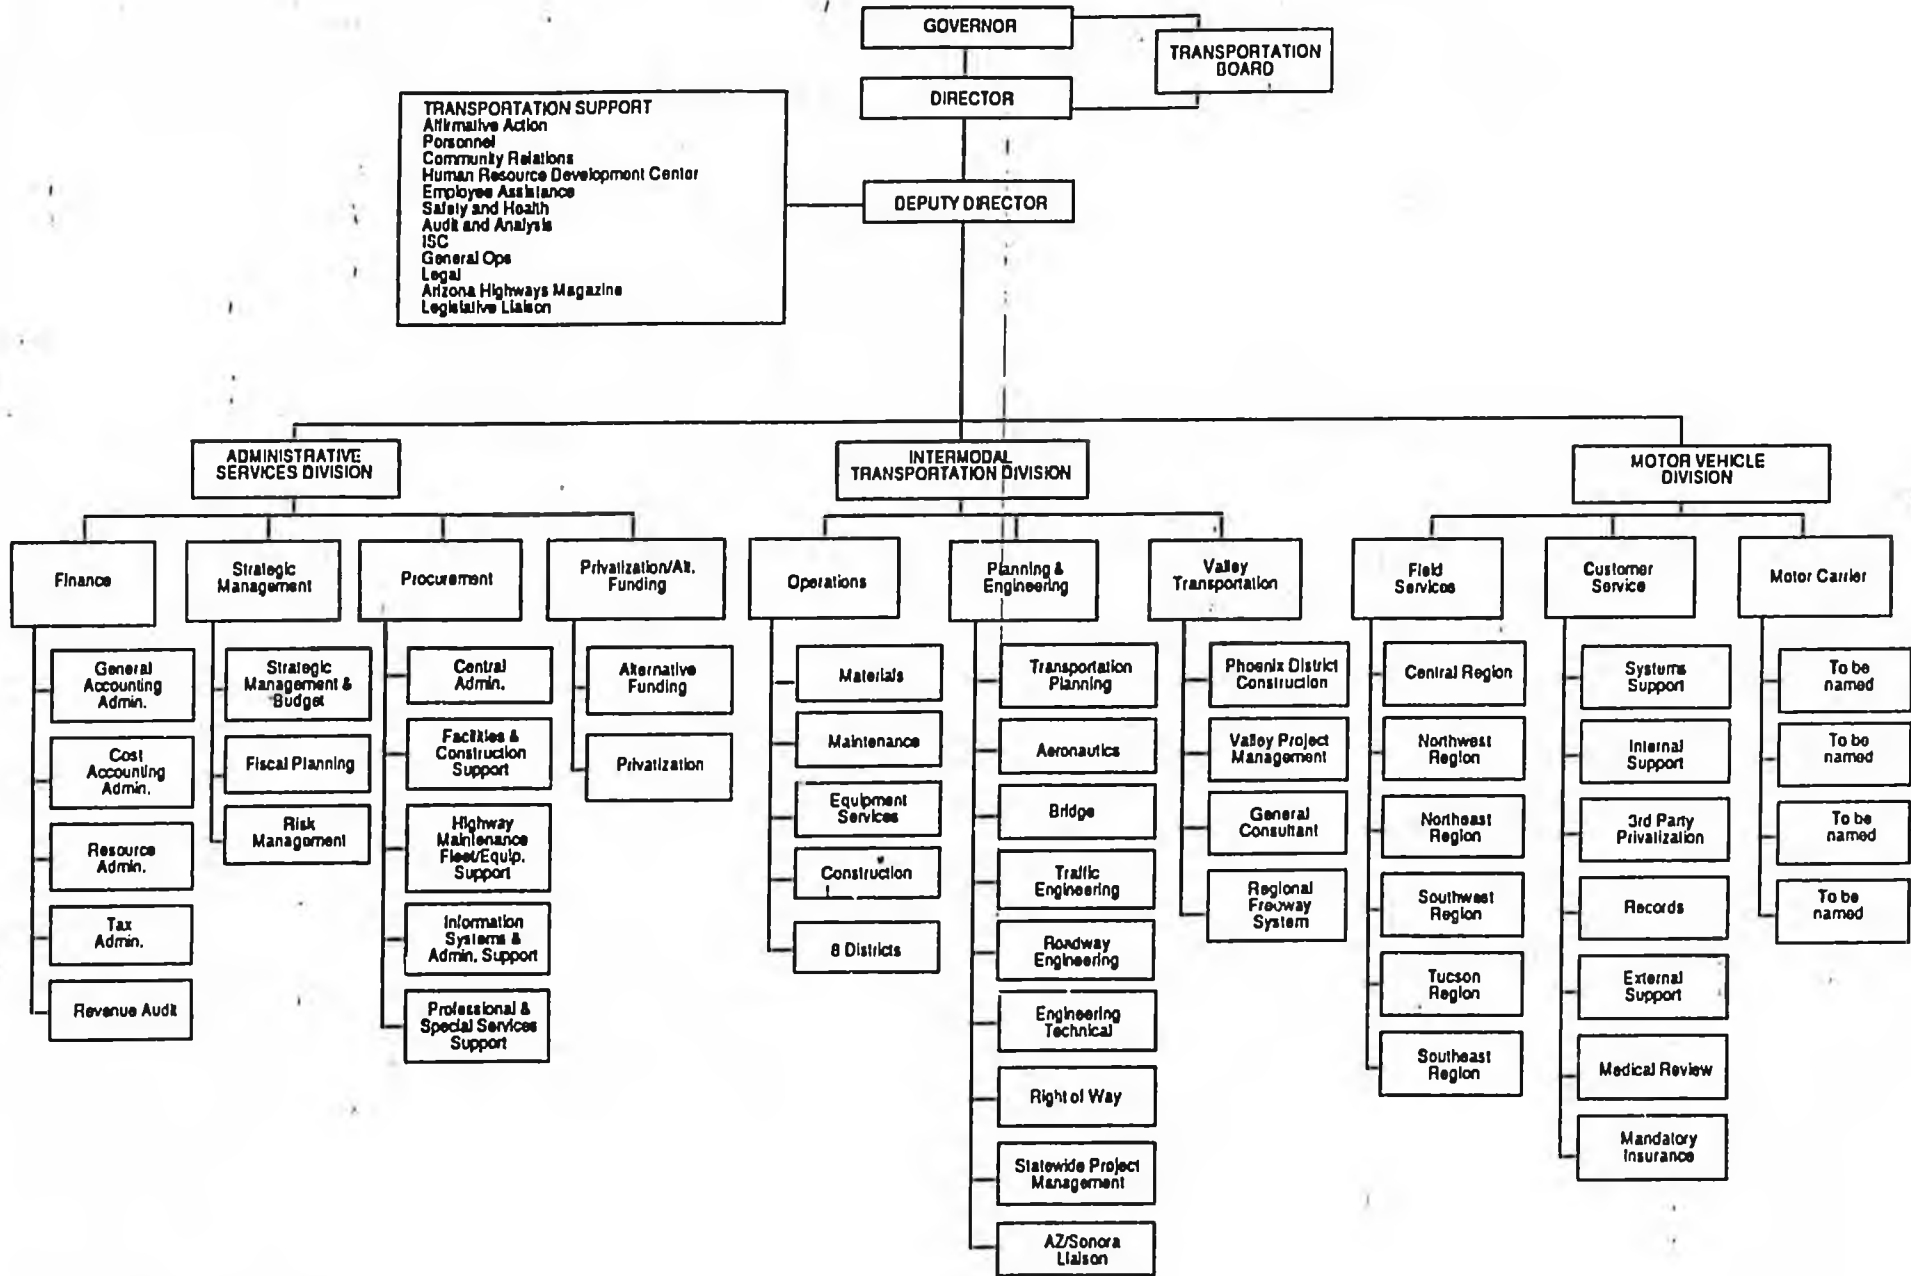 GOVERNOR
TRANSPORTATION
BOARD
DIRECTOR
TRANSPORTATION SUPPORT
Affirmative Action
Personnel
Community Relations
Human Resource Development Center
Employee Assistance
Safety and Health
Audit and Analysis
ISC
General Ops
Legal
Arizona Highways Magazine
Legislative Liaison
DEPUTY DIRECTOR
ADMINISTRATIVE
SERVICES DIVISION
INTERMODAL
TRANSPORTATION DIVISION
MOTOR VEHICLE
DIVISION
Finance
Strategic
Management
Procurement
Privatization/Alt.
Funding
Operations
Planning &
Engineering
Valley
Transportation
Field
Services
Customer
Service
Motor Carrier
General
Accounting
Admin.
Cost
Accounting
Admin.
Resource
Admin.
Tax
Admin.
Revenue Audit
Strategic
Management &
Budget
Fiscal Planning
Risk
Management
Central
Admin.
Facilities &
Construction
Support
Highway
Maintenance
Fleet/Equip.
Support
Information
Systems &
Admin. Support
Professional &
Special Services
Support
Alternative
Funding
Privatization
Materials
Maintenance
Equipment
Services
Construction
8 Districts
Transportation
Planning
Aeronautics
Bridge
Traffic
Engineering
Roadway
Engineering
Engineering
Technical
Right of Way
Statewide Project
Management
AZ/Sonora
Liaison
Phoenix District
Construction
Valley Project
Management
General
Consultant
Regional
Freeway
System
Central Region
Northwest
Region
Northeast
Region
Southwest
Region
Tucson
Region
Southeast
Region
Systems
Support
Internal
Support
3rd Party
Privatization
Records
External
Support
Medical Review
Mandatory
Insurance
To be
named
To be
named
To be
named
To be
named